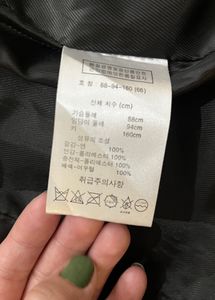 호 칭 : 88-94-160 (66)
신체 치수 (cm)
가슴둘레 88cm
엉덩이 둘레 94cm
키 160cm
섬유의 조성
겉감-면 100%
안감-폴리에스터 100%
충전재-폴리에스터 100%
배색-아우털 100%
취급주의사항